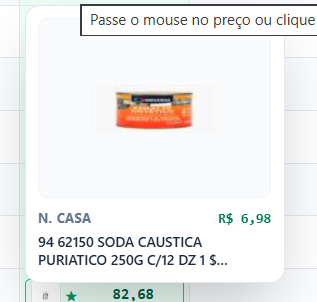 Passe o mouse no preço ou clique
N. CASA
R$ 6,98
94 62150 SODA CAUSTICA
PURIATICO 250G C/12 DZ 1 $...
★ 82,68